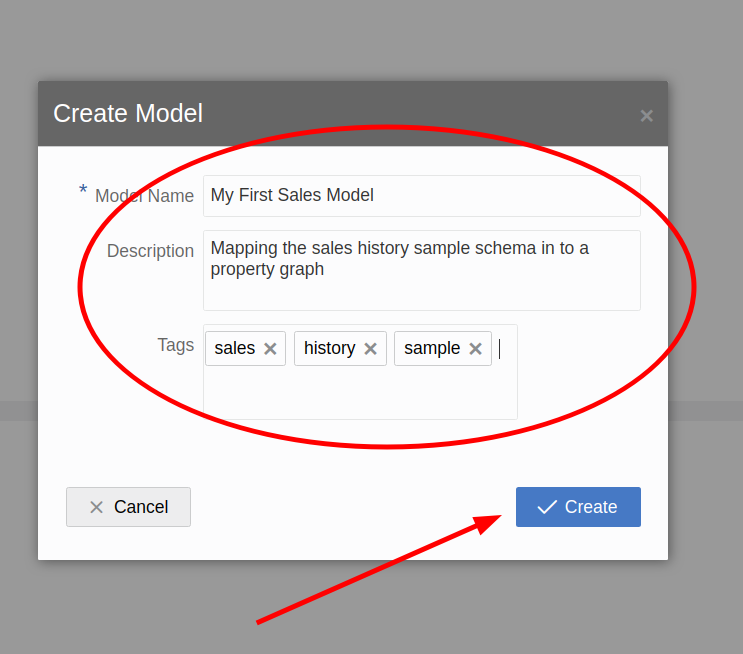 Create Model
* Model Name
My First Sales Model
Description
Mapping the sales history sample schema in to a
property graph
Tags
sales history sample
Cancel
Create